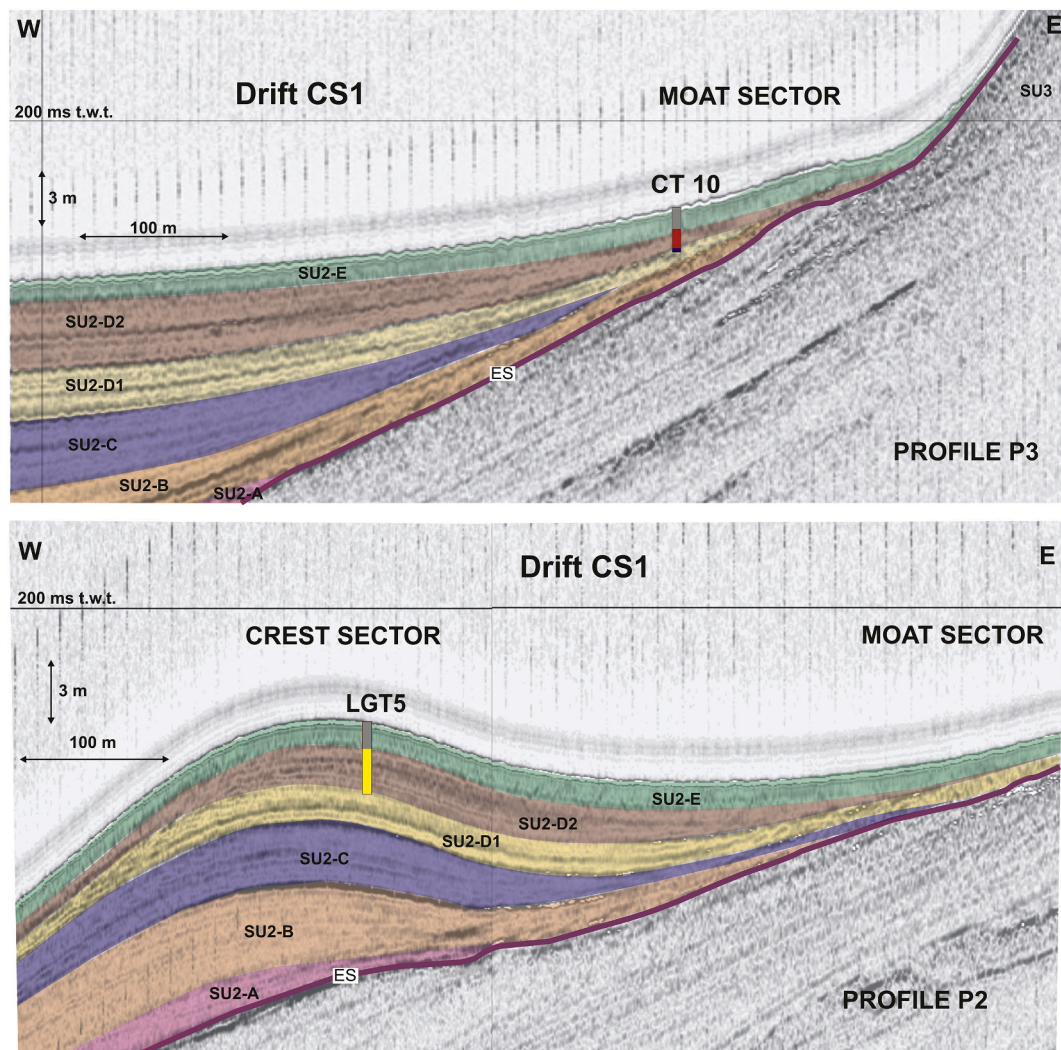 W
E
Drift CS1
MOAT SECTOR
SU3
200 ms t.w.t.
CT 10
3 m
100 m
SU2-E
SU2-D2
SU2-D1
ES
SU2-C
PROFILE P3
SU2-B
SU2-A
W
Drift CS1
E
200 ms t.w.t.
CREST SECTOR
MOAT SECTOR
3 m
LGT5
100 m
SU2-E
SU2-D2
SU2-D1
SU2-C
SU2-B
ES
SU2-A
PROFILE P2